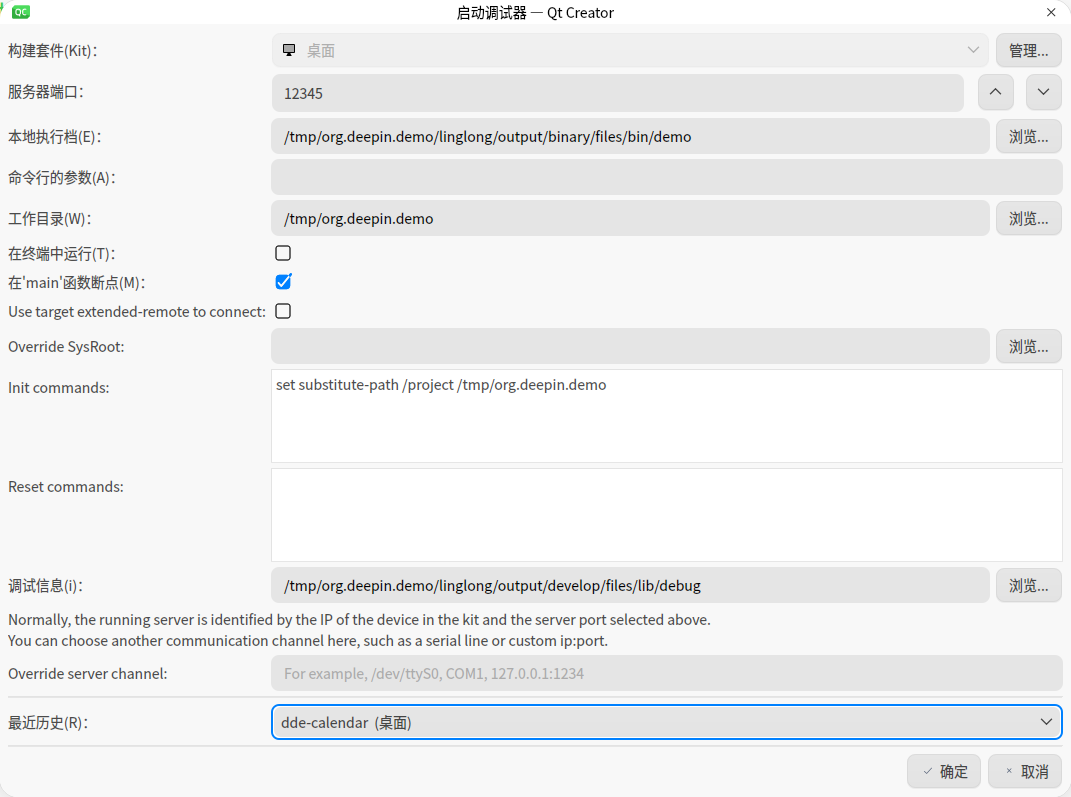 QC 启动调试器 — Qt Creator
构建套件(Kit)： 桌面 管理...
服务器端口： 12345
本地执行档(E)： /tmp/org.deepin.demo/linglong/output/binary/files/bin/demo 浏览...
命令行的参数(A)：
工作目录(W)： /tmp/org.deepin.demo 浏览...
在终端中运行(T)：
在'main'函数断点(M)：
Use target extended-remote to connect:
Override SysRoot: 浏览...
Init commands: set substitute-path /project /tmp/org.deepin.demo
Reset commands:
调试信息(i)： /tmp/org.deepin.demo/linglong/output/develop/files/lib/debug 浏览...
Normally, the running server is identified by the IP of the device in the kit and the server port selected above.
You can choose another communication channel here, such as a serial line or custom ip:port.
Override server channel: For example, /dev/ttyS0, COM1, 127.0.0.1:1234
最近历史(R)： dde-calendar (桌面)
确定 取消